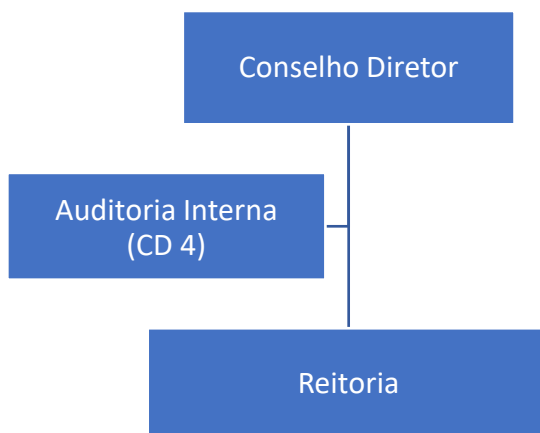 Conselho Diretor
Auditoria Interna
(CD 4)
Reitoria